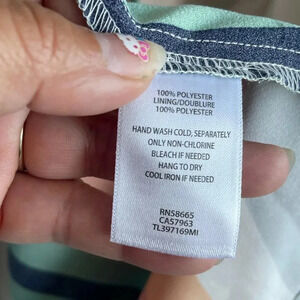 100% POLYESTER
LINING/DOUBLURE
100% POLYESTER
HAND WASH COLD, SEPARATELY
ONLY NON-CHLORINE
BLEACH IF NEEDED
HANG TO DRY
COOL IRON IF NEEDED
RN58665
CA57963
TL397169MI